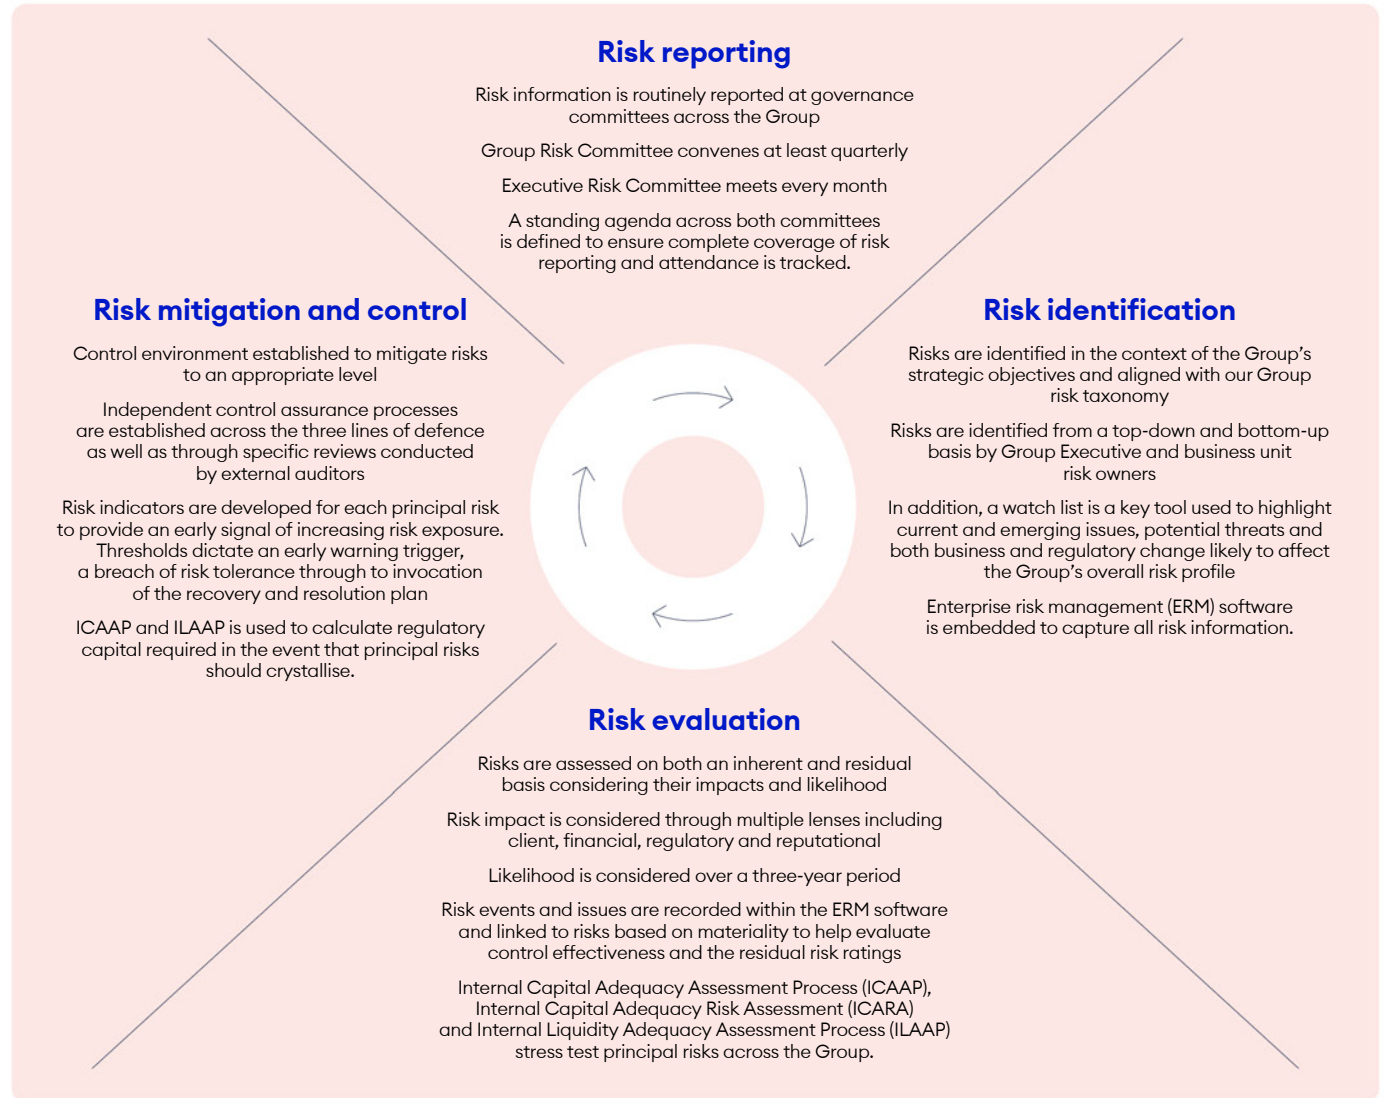 Risk reporting
Risk information is routinely reported at governance
committees across the Group
Group Risk Committee convenes at least quarterly
Executive Risk Committee meets every month
A standing agenda across both committees
is defined to ensure complete coverage of risk
reporting and attendance is tracked.
Risk mitigation and control
Control environment established to mitigate risks
to an appropriate level
Independent control assurance processes
are established across the three lines of defence
as well as through specific reviews conducted
by external auditors
Risk indicators are developed for each principal risk
to provide an early signal of increasing risk exposure.
Thresholds dictate an early warning trigger,
a breach of risk tolerance through to invocation
of the recovery and resolution plan
ICAAP and ILAAP is used to calculate regulatory
capital required in the event that principal risks
should crystallise.
Risk identification
Risks are identified in the context of the Group's
strategic objectives and aligned with our Group
risk taxonomy
Risks are identified from a top-down and bottom-up
basis by Group Executive and business unit
risk owners
In addition, a watch list is a key tool used to highlight
current and emerging issues, potential threats and
both business and regulatory change likely to affect
the Group's overall risk profile
Enterprise risk management (ERM) software
is embedded to capture all risk information.
Risk evaluation
Risks are assessed on both an inherent and residual
basis considering their impacts and likelihood
Risk impact is considered through multiple lenses including
client, financial, regulatory and reputational
Likelihood is considered over a three-year period
Risk events and issues are recorded within the ERM software
and linked to risks based on materiality to help evaluate
control effectiveness and the residual risk ratings
Internal Capital Adequacy Assessment Process (ICAAP),
Internal Capital Adequacy Risk Assessment (ICARA)
and Internal Liquidity Adequacy Assessment Process (ILAAP)
stress test principal risks across the Group.